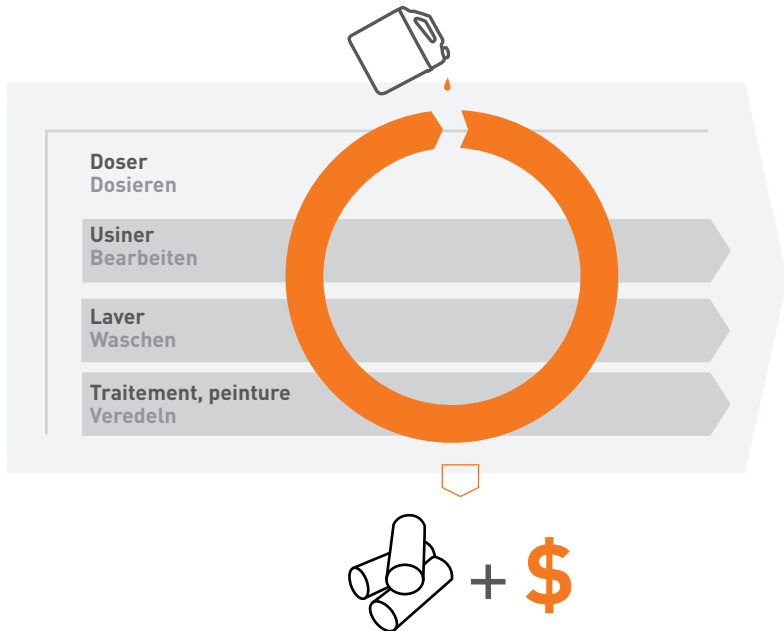 Doser
Dosieren
Usiner
Bearbeiten
Laver
Waschen
Traitement, peinture
Veredeln
+ $